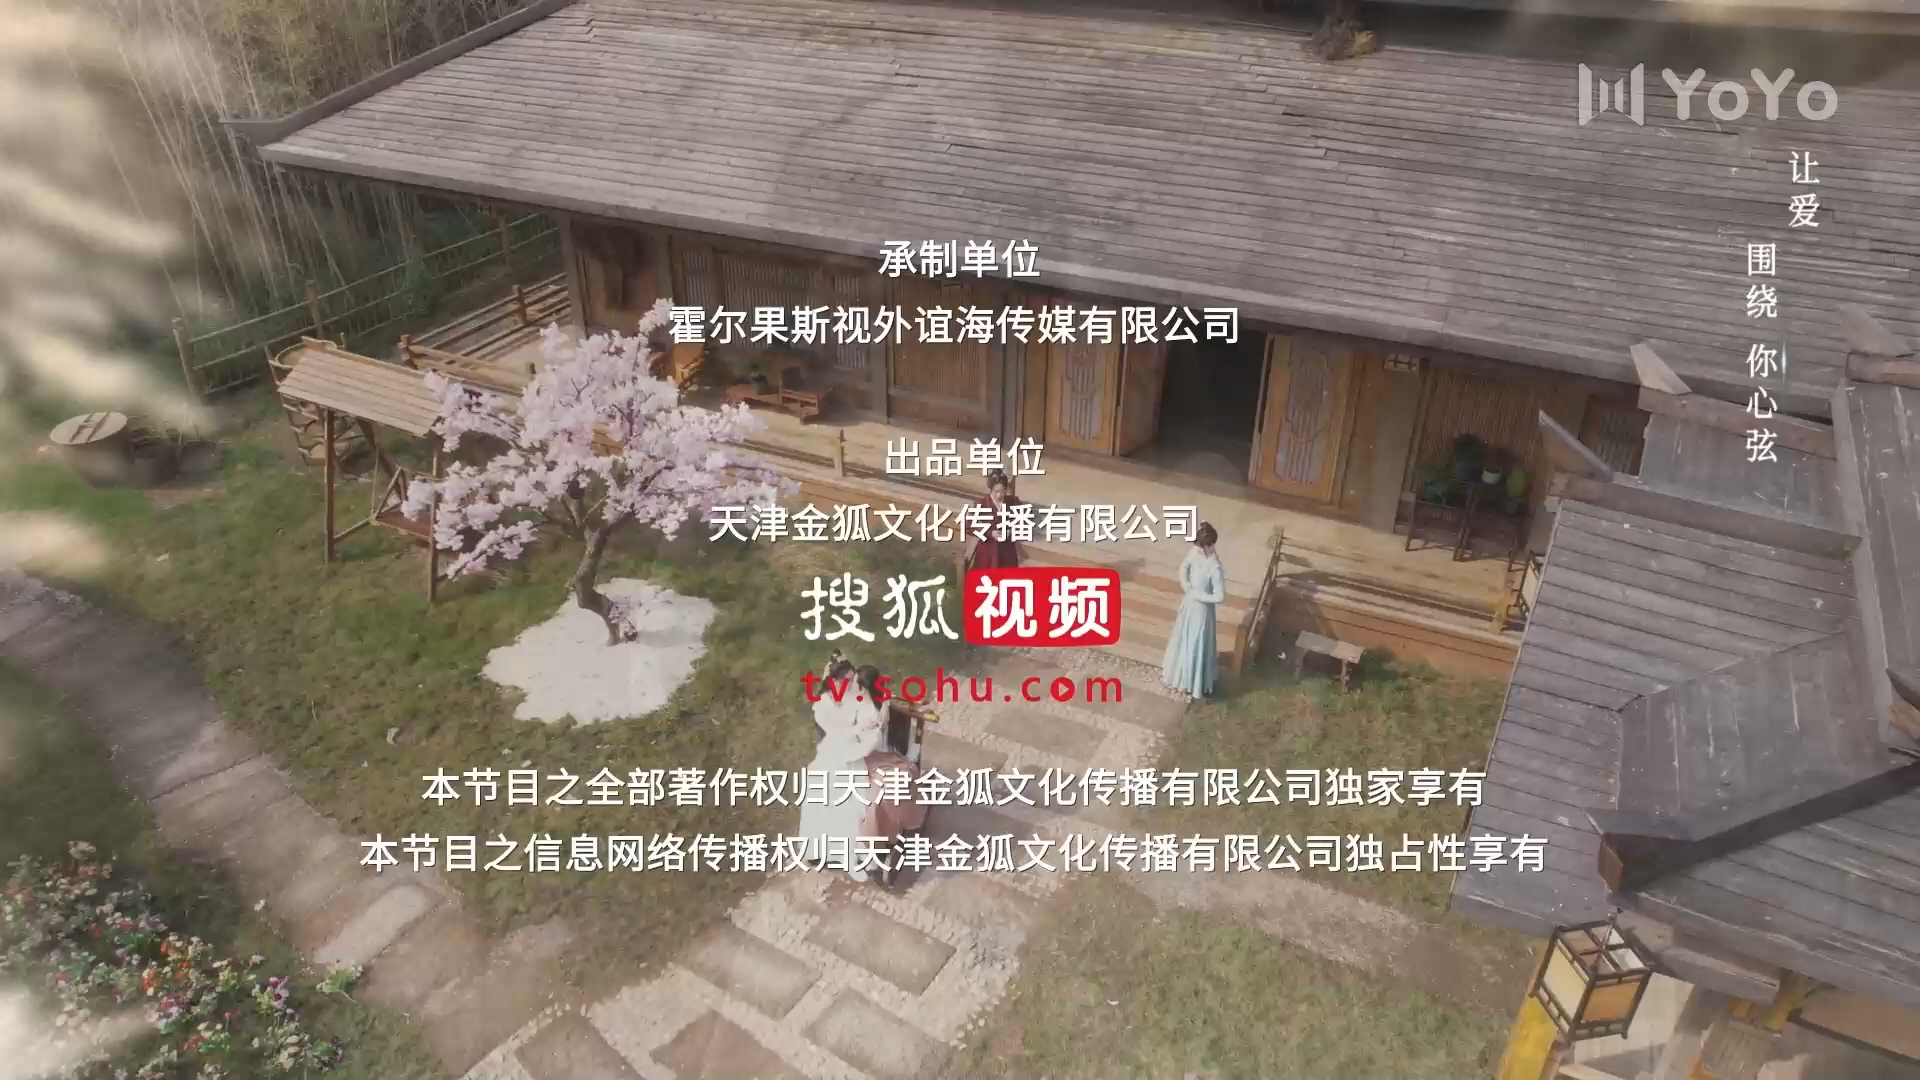 YoYo
让爱
围绕 你心弦
承制单位
霍尔果斯视外谊海传媒有限公司
出品单位
天津金狐文化传播有限公司
搜狐视频
tv.sohu.com
本节目之全部著作权归天津金狐文化传播有限公司独家享有
本节目之信息网络传播权归天津金狐文化传播有限公司独占性享有